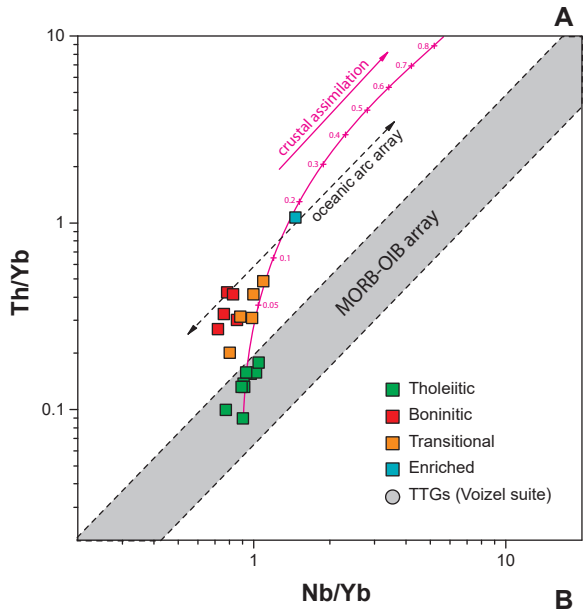 A
10
1
0.1
Th/Yb
1
10
Nb/Yb
B
crustal assimilation
oceanic arc array
MORB-OIB array
0.8
0.7
0.6
0.5
0.4
0.3
0.2
0.1
0.05
Tholeiitic
Boninitic
Transitional
Enriched
TTGs (Voizel suite)